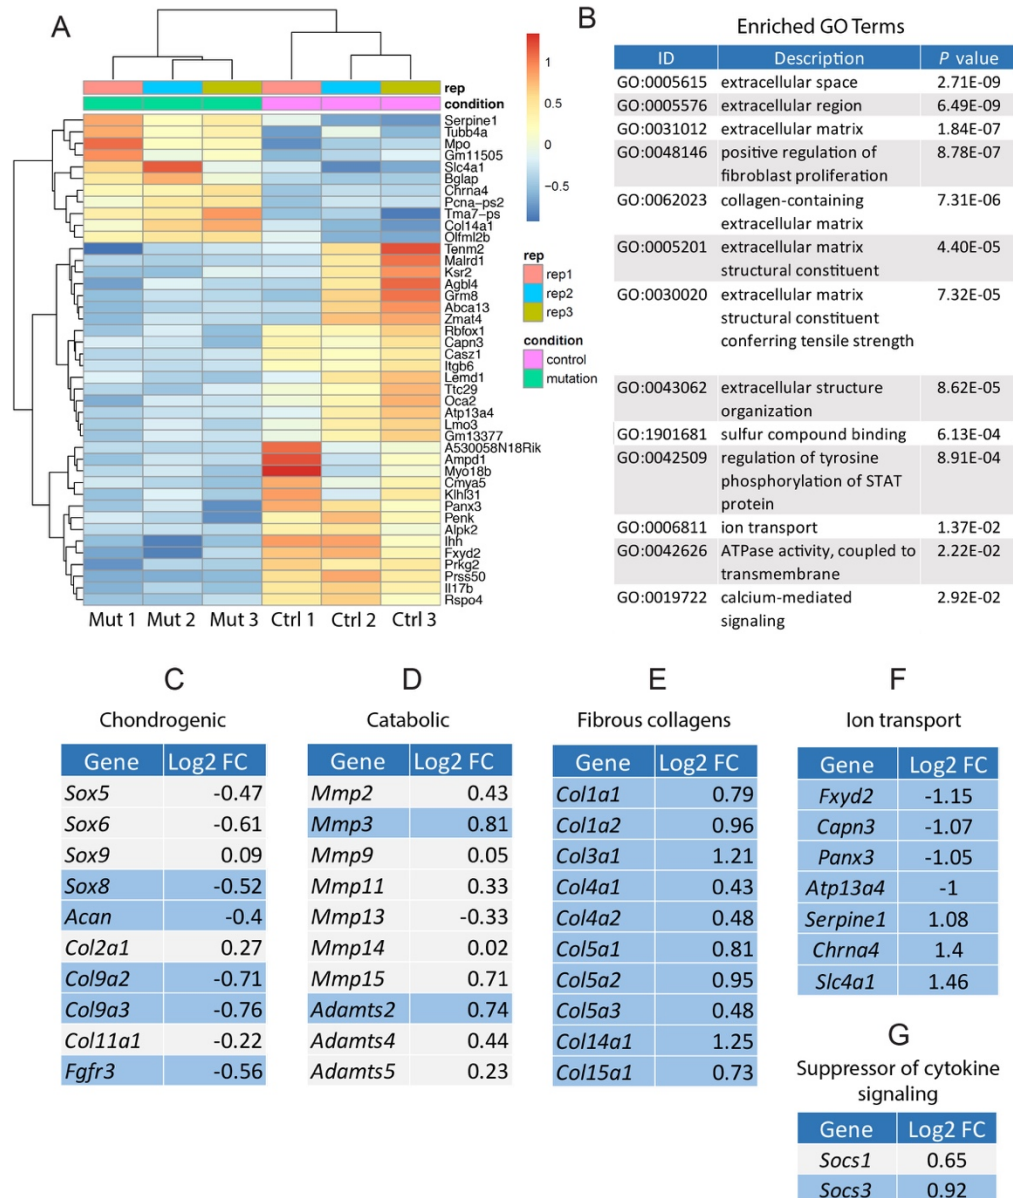 A
1
0.5
0
−0.5
rep
condition
Serpine1
Tubb4a
Mpo
Gm11505
Slc4a1
Bglap
Chrna4
Pcna-ps2
Tma7-ps
Col14a1
Olfml2b
Tenm2
Malrd1
Ksr2
Agbl4
Grm8
Abca13
Zmat4
Rbfox1
Capn3
Casz1
Itgb6
Lemd1
Ttc29
Oca2
Atp13a4
Lmo3
Gm13377
A530058N18Rik
Ampd1
Myo18b
Cmya5
Klhl31
Panx3
Penk
Alpk2
Ihh
Fxyd2
Prkg2
Prss50
Il17b
Rspo4
rep
rep1
rep2
rep3
condition
control
mutation
Mut 1 Mut 2 Mut 3 Ctrl 1 Ctrl 2 Ctrl 3
B
Enriched GO Terms
ID Description P value
GO:0005615 extracellular space 2.71E-09
GO:0005576 extracellular region 6.49E-09
GO:0031012 extracellular matrix 1.84E-07
GO:0048146 positive regulation of 8.78E-07
fibroblast proliferation
GO:0062023 collagen-containing 7.31E-06
extracellular matrix
GO:0005201 extracellular matrix 4.40E-05
structural constituent
GO:0030020 extracellular matrix 7.32E-05
structural constituent
conferring tensile strength
GO:0043062 extracellular structure 8.62E-05
organization
GO:1901681 sulfur compound binding 6.13E-04
GO:0042509 regulation of tyrosine 8.91E-04
phosphorylation of STAT
protein
GO:0006811 ion transport 1.37E-02
GO:0042626 ATPase activity, coupled to 2.22E-02
transmembrane
GO:0019722 calcium-mediated 2.92E-02
signaling
C
Chondrogenic
Gene Log2 FC
Sox5 -0.47
Sox6 -0.61
Sox9 0.09
Sox8 -0.52
Acan -0.4
Col2a1 0.27
Col9a2 -0.71
Col9a3 -0.76
Col11a1 -0.22
Fgfr3 -0.56
D
Catabolic
Gene Log2 FC
Mmp2 0.43
Mmp3 0.81
Mmp9 0.05
Mmp11 0.33
Mmp13 -0.33
Mmp14 0.02
Mmp15 0.71
Adamts2 0.74
Adamts4 0.44
Adamts5 0.23
E
Fibrous collagens
Gene Log2 FC
Col1a1 0.79
Col1a2 0.96
Col3a1 1.21
Col4a1 0.43
Col4a2 0.48
Col5a1 0.81
Col5a2 0.95
Col5a3 0.48
Col14a1 1.25
Col15a1 0.73
F
Ion transport
Gene Log2 FC
Fxyd2 -1.15
Capn3 -1.07
Panx3 -1.05
Atp13a4 -1
Serpine1 1.08
Chrna4 1.4
Slc4a1 1.46
G
Suppressor of cytokine
signaling
Gene Log2 FC
Socs1 0.65
Socs3 0.92